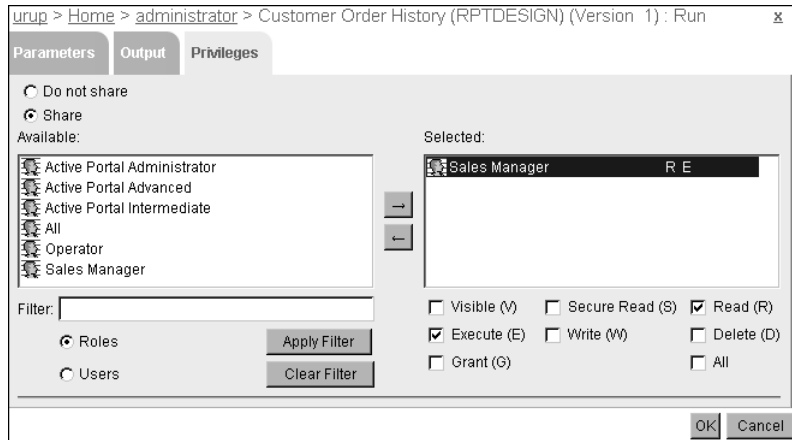 urup > Home > administrator > Customer Order History (RPTDESIGN) (Version 1) : Run x
Parameters Output Privileges
Do not share
Share
Available: Selected:
Active Portal Administrator
Active Portal Advanced
Active Portal Intermediate
All
Operator
Sales Manager
→
←
Sales Manager R E
Filter:
Roles Apply Filter
Users Clear Filter
Visible (V) Secure Read (S) Read (R)
Execute (E) Write (W) Delete (D)
Grant (G) All
OK Cancel